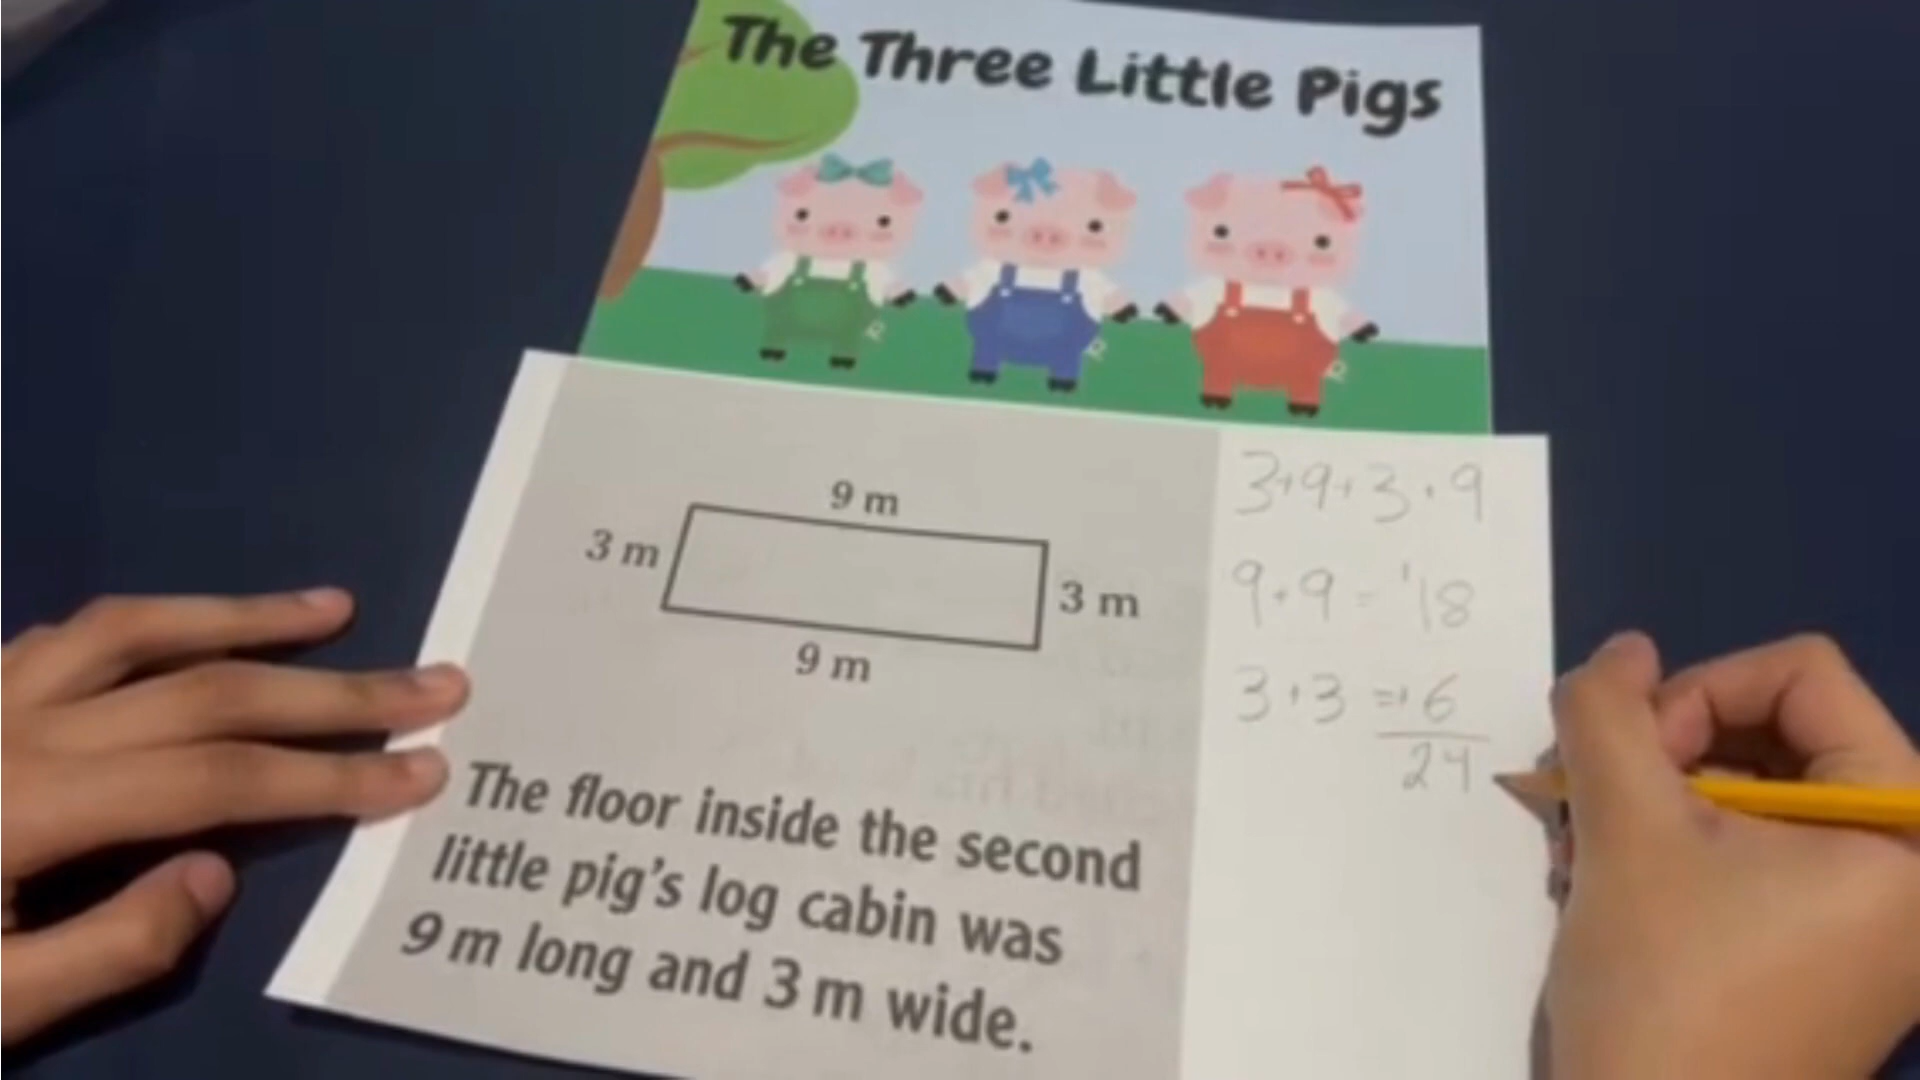 The Three Little Pigs
9 m
3 m
3 m
9 m
The floor inside the second
little pig's log cabin was
9 m long and 3 m wide.
3+9+3+9
9+9 = 18
3+3 = +6
24